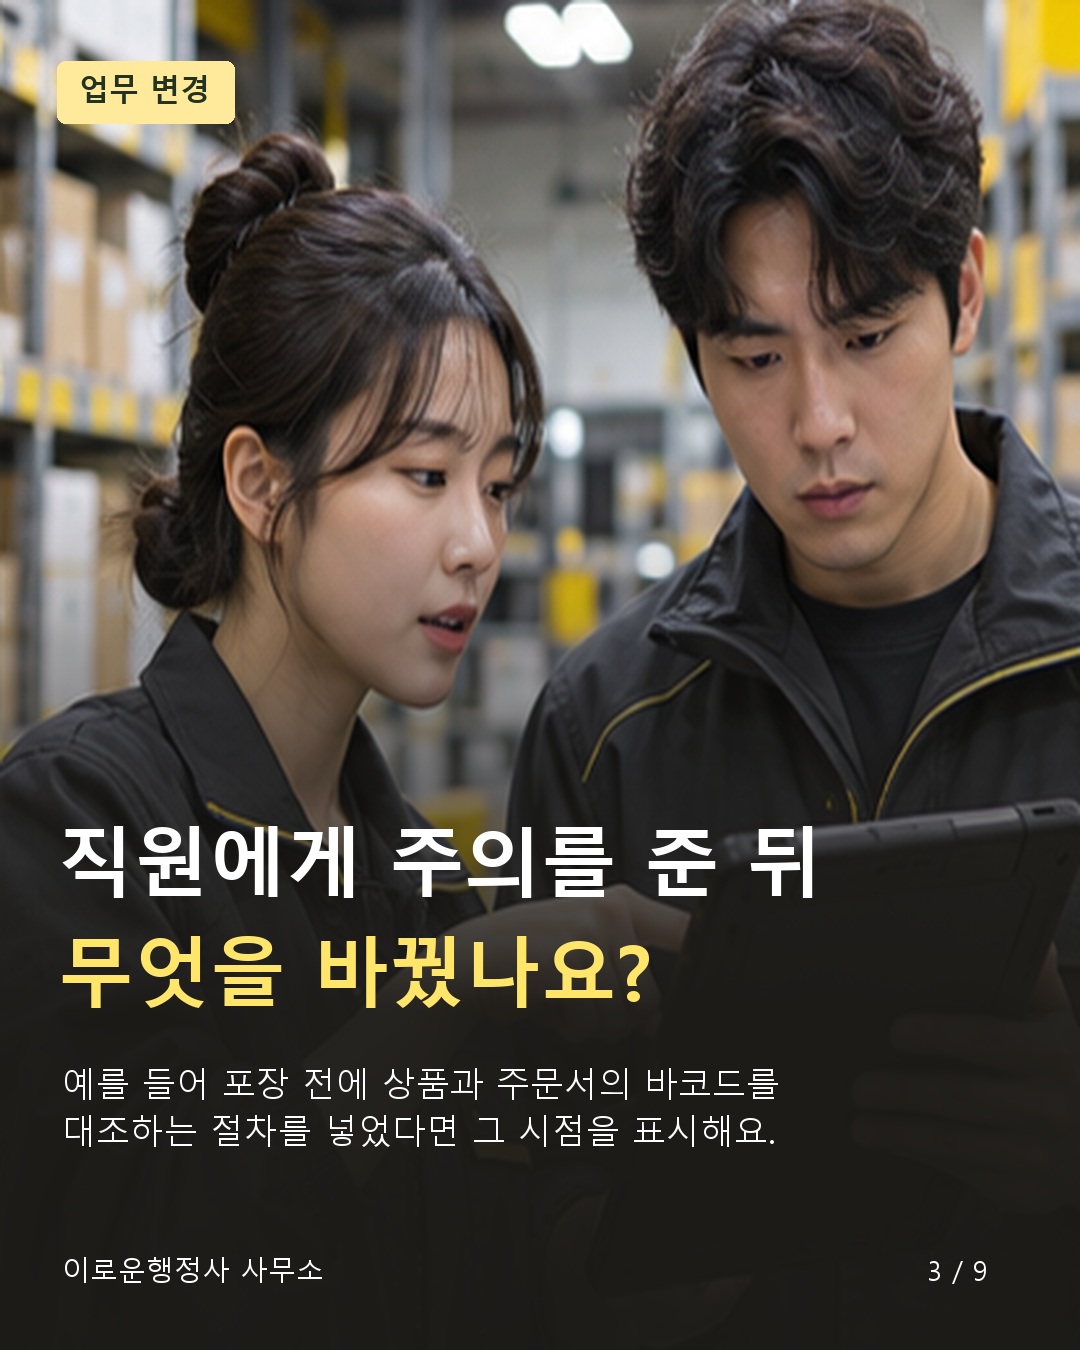 업무 변경
직원에게 주의를 준 뒤
무엇을 바꿨나요?
예를 들어 포장 전에 상품과 주문서의 바코드를
대조하는 절차를 넣었다면 그 시점을 표시해요.
이로운행정사 사무소
3 / 9